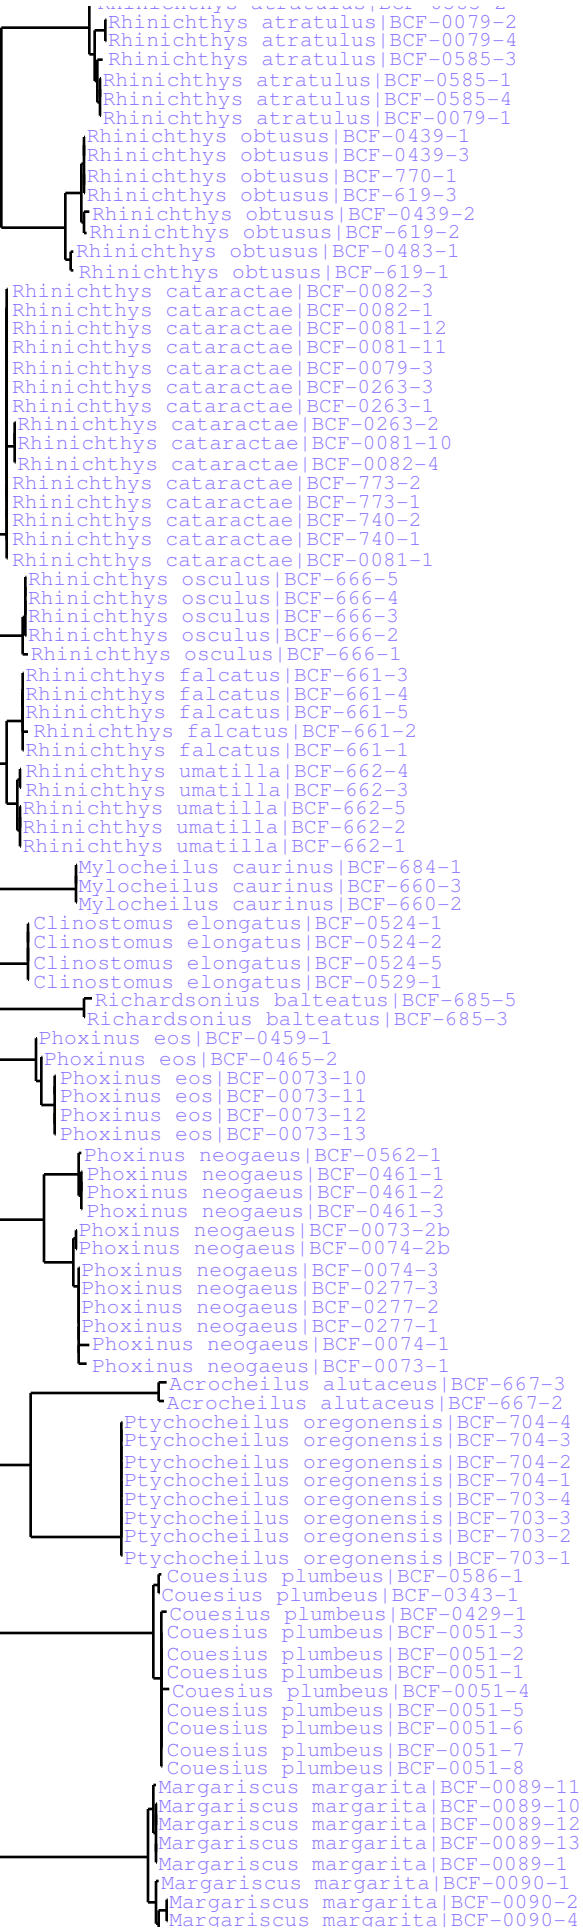 Rhinichthys atratulus|BCF-0079-2
Rhinichthys atratulus|BCF-0079-4
Rhinichthys atratulus|BCF-0585-3
Rhinichthys atratulus|BCF-0585-1
Rhinichthys atratulus|BCF-0585-4
Rhinichthys atratulus|BCF-0079-1
Rhinichthys obtusus|BCF-0439-1
Rhinichthys obtusus|BCF-0439-3
Rhinichthys obtusus|BCF-770-1
Rhinichthys obtusus|BCF-619-3
Rhinichthys obtusus|BCF-0439-2
Rhinichthys obtusus|BCF-619-2
Rhinichthys obtusus|BCF-0483-1
Rhinichthys obtusus|BCF-619-1
Rhinichthys cataractae|BCF-0082-3
Rhinichthys cataractae|BCF-0082-1
Rhinichthys cataractae|BCF-0081-12
Rhinichthys cataractae|BCF-0081-11
Rhinichthys cataractae|BCF-0079-3
Rhinichthys cataractae|BCF-0263-3
Rhinichthys cataractae|BCF-0263-1
Rhinichthys cataractae|BCF-0263-2
Rhinichthys cataractae|BCF-0081-10
Rhinichthys cataractae|BCF-0082-4
Rhinichthys cataractae|BCF-773-2
Rhinichthys cataractae|BCF-773-1
Rhinichthys cataractae|BCF-740-2
Rhinichthys cataractae|BCF-740-1
Rhinichthys cataractae|BCF-0081-1
Rhinichthys osculus|BCF-666-5
Rhinichthys osculus|BCF-666-4
Rhinichthys osculus|BCF-666-3
Rhinichthys osculus|BCF-666-2
Rhinichthys osculus|BCF-666-1
Rhinichthys falcatus|BCF-661-3
Rhinichthys falcatus|BCF-661-4
Rhinichthys falcatus|BCF-661-5
Rhinichthys falcatus|BCF-661-2
Rhinichthys falcatus|BCF-661-1
Rhinichthys umatilla|BCF-662-4
Rhinichthys umatilla|BCF-662-3
Rhinichthys umatilla|BCF-662-5
Rhinichthys umatilla|BCF-662-2
Rhinichthys umatilla|BCF-662-1
Mylocheilus caurinus|BCF-684-1
Mylocheilus caurinus|BCF-660-3
Mylocheilus caurinus|BCF-660-2
Clinostomus elongatus|BCF-0524-1
Clinostomus elongatus|BCF-0524-2
Clinostomus elongatus|BCF-0524-5
Clinostomus elongatus|BCF-0529-1
Richardsonius balteatus|BCF-685-5
Richardsonius balteatus|BCF-685-3
Phoxinus eos|BCF-0459-1
Phoxinus eos|BCF-0465-2
Phoxinus eos|BCF-0073-10
Phoxinus eos|BCF-0073-11
Phoxinus eos|BCF-0073-12
Phoxinus eos|BCF-0073-13
Phoxinus neogaeus|BCF-0562-1
Phoxinus neogaeus|BCF-0461-1
Phoxinus neogaeus|BCF-0461-2
Phoxinus neogaeus|BCF-0461-3
Phoxinus neogaeus|BCF-0073-2b
Phoxinus neogaeus|BCF-0074-2b
Phoxinus neogaeus|BCF-0074-3
Phoxinus neogaeus|BCF-0277-3
Phoxinus neogaeus|BCF-0277-2
Phoxinus neogaeus|BCF-0277-1
Phoxinus neogaeus|BCF-0074-1
Phoxinus neogaeus|BCF-0073-1
Acrocheilus alutaceus|BCF-667-3
Acrocheilus alutaceus|BCF-667-2
Ptychocheilus oregonensis|BCF-704-4
Ptychocheilus oregonensis|BCF-704-3
Ptychocheilus oregonensis|BCF-704-2
Ptychocheilus oregonensis|BCF-704-1
Ptychocheilus oregonensis|BCF-703-4
Ptychocheilus oregonensis|BCF-703-3
Ptychocheilus oregonensis|BCF-703-2
Ptychocheilus oregonensis|BCF-703-1
Couesius plumbeus|BCF-0586-1
Couesius plumbeus|BCF-0343-1
Couesius plumbeus|BCF-0429-1
Couesius plumbeus|BCF-0051-3
Couesius plumbeus|BCF-0051-2
Couesius plumbeus|BCF-0051-1
Couesius plumbeus|BCF-0051-4
Couesius plumbeus|BCF-0051-5
Couesius plumbeus|BCF-0051-6
Couesius plumbeus|BCF-0051-7
Couesius plumbeus|BCF-0051-8
Margariscus margarita|BCF-0089-11
Margariscus margarita|BCF-0089-10
Margariscus margarita|BCF-0089-12
Margariscus margarita|BCF-0089-13
Margariscus margarita|BCF-0089-1
Margariscus margarita|BCF-0090-1
Margariscus margarita|BCF-0090-2
Margariscus margarita|BCF-0090-4